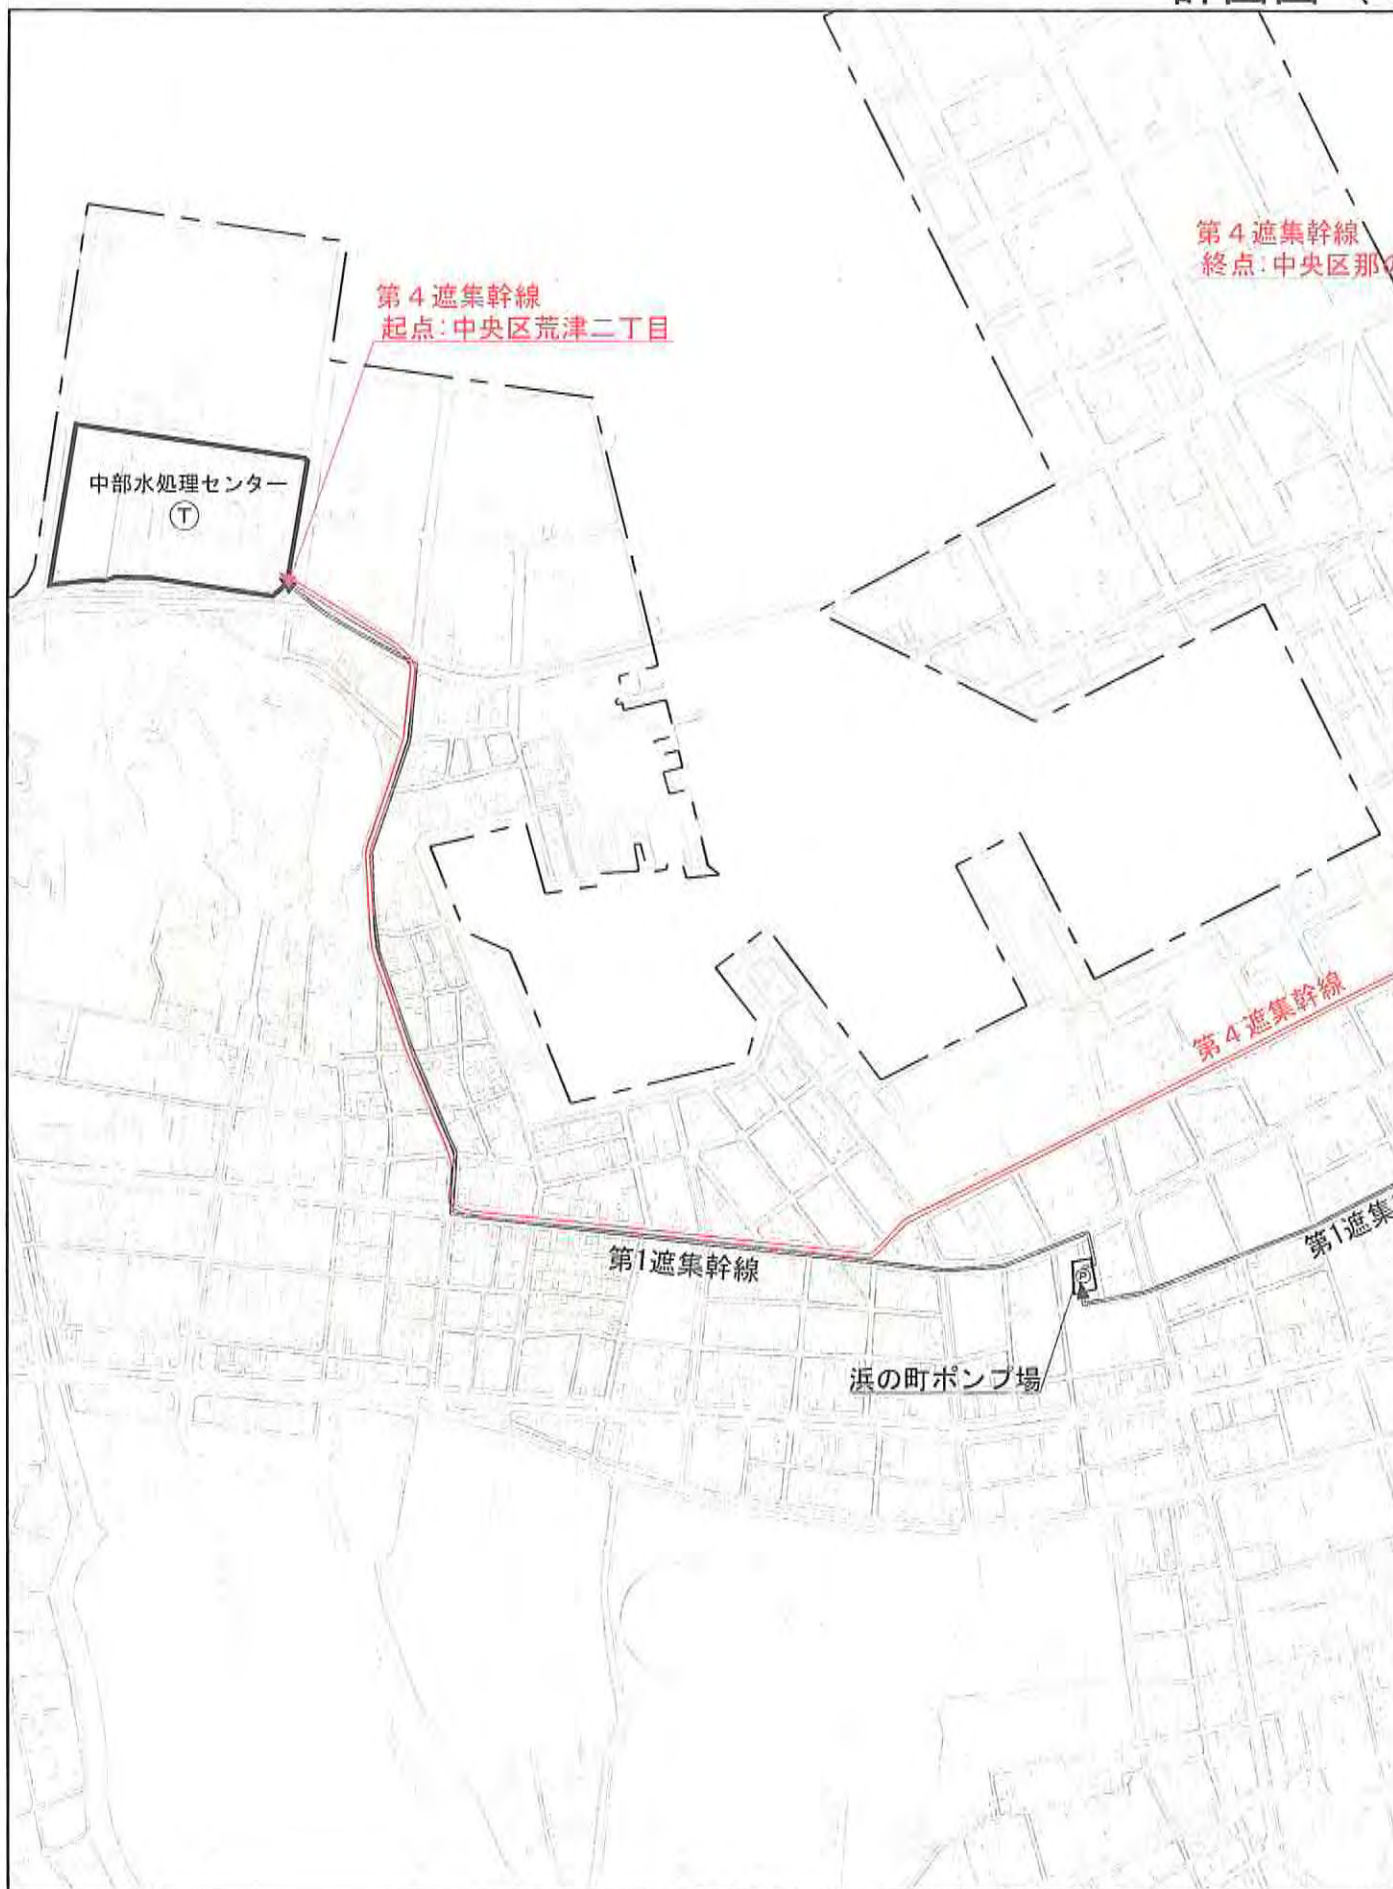 第4遮集幹線
終点:中央区那の
第4遮集幹線
起点:中央区荒津二丁目
中部水処理センター
Ⓣ
第4遮集幹線
第1遮集
第1遮集幹線
Ⓟ
浜の町ポンプ場